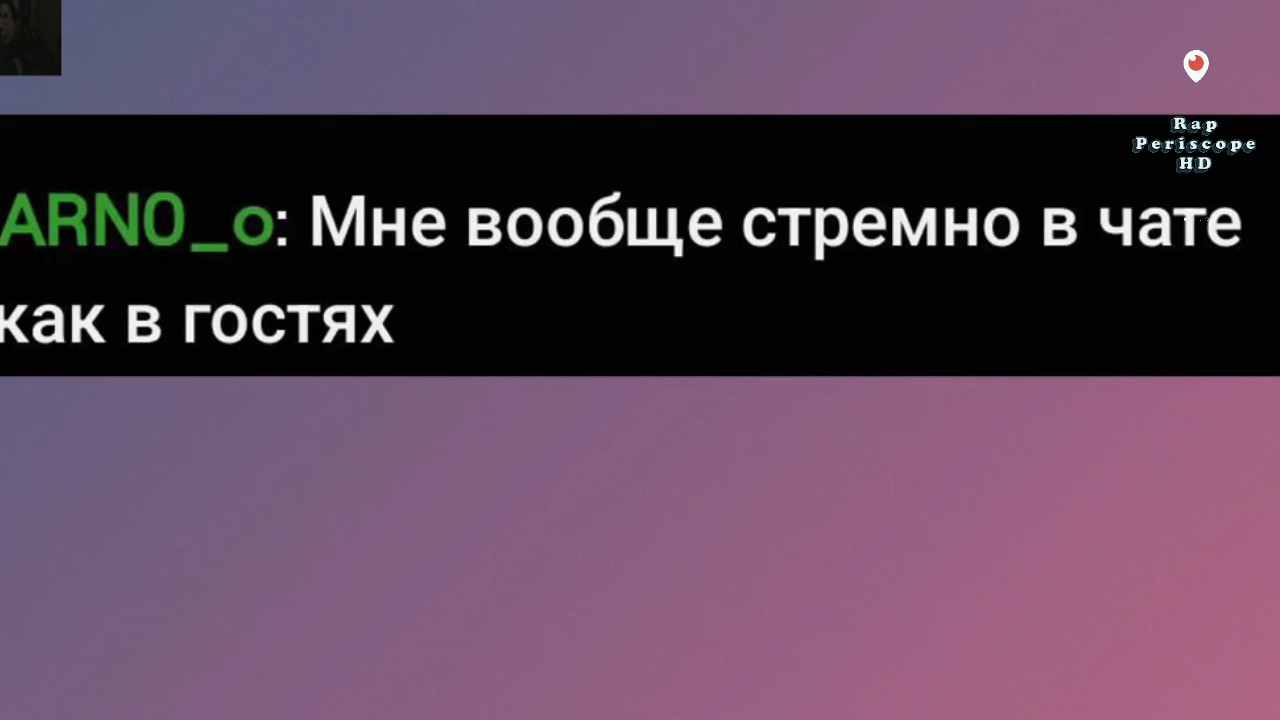 Rap
Periscope
HD
ARN0_o: Мне вообще стремно в чате
как в гостях